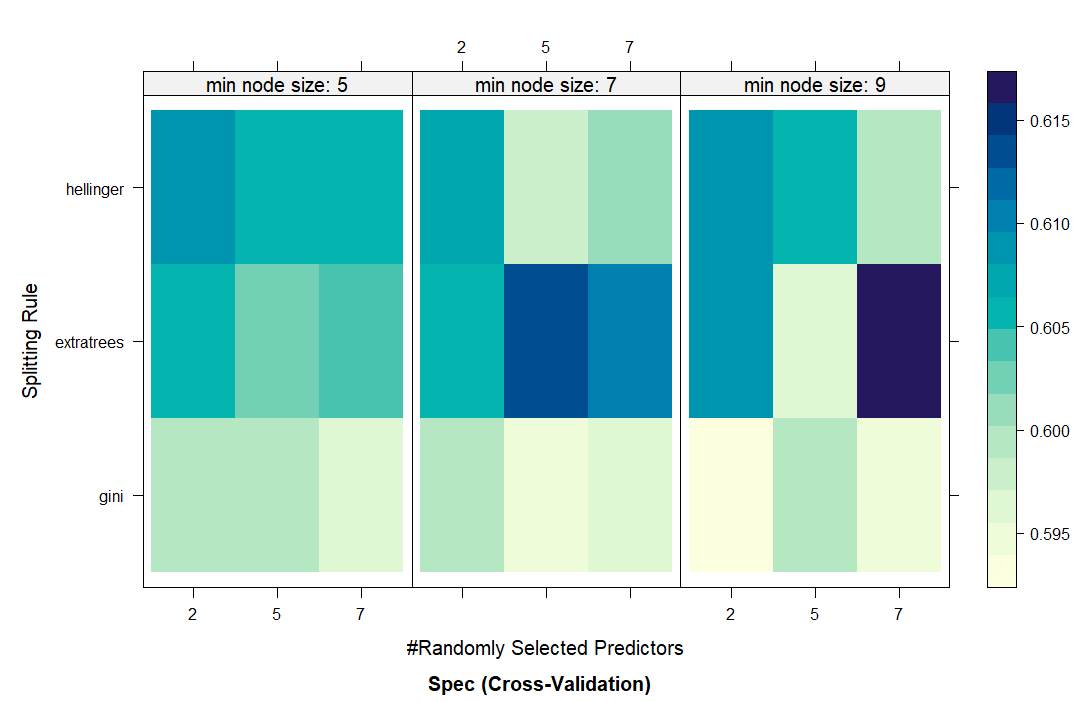 2 5 7
min node size: 5 min node size: 7 min node size: 9
hellinger
extratrees
gini
Splitting Rule
0.615
0.610
0.605
0.600
0.595
2 5 7 2 5 7
#Randomly Selected Predictors
Spec (Cross-Validation)